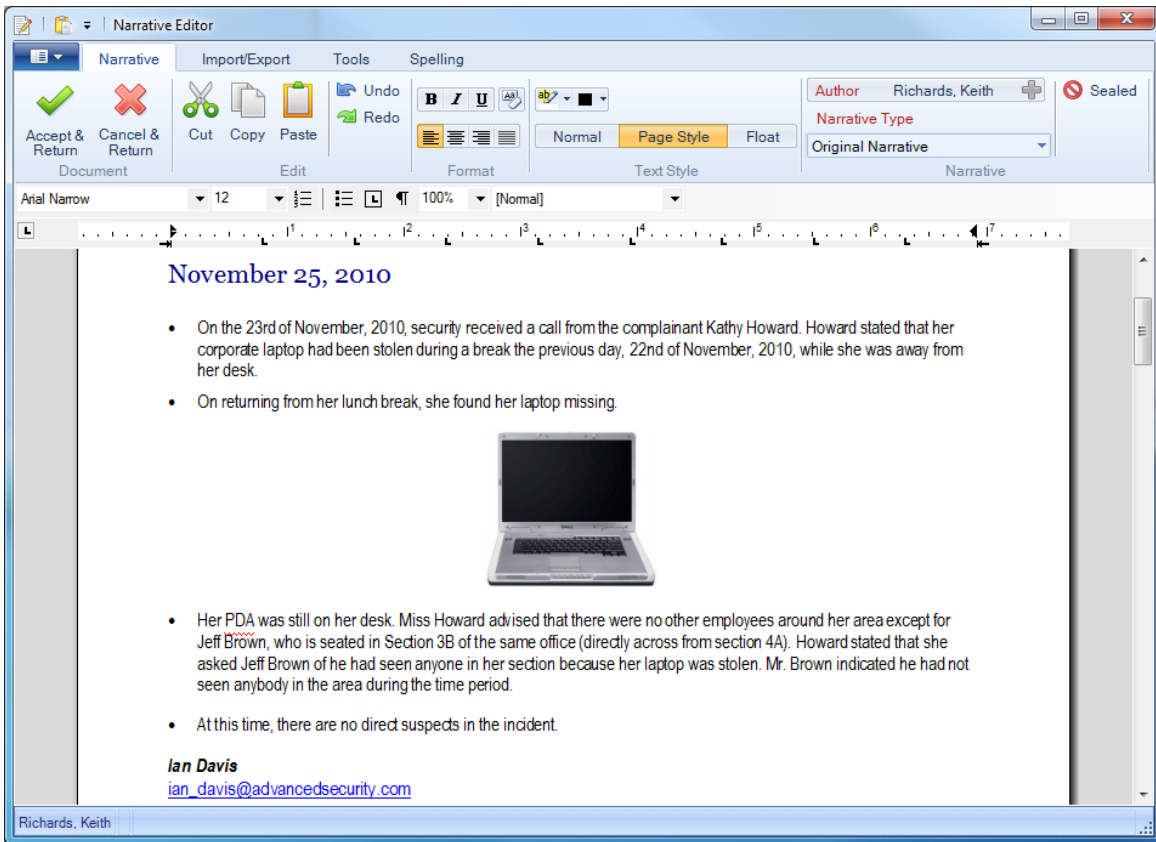 Narrative Editor
Narrative Import/Export Tools Spelling
Accept & Return Cancel & Return Cut Copy Paste Undo Redo
B I U AB| ab Normal Page Style Float
Author Richards, Keith Sealed
Narrative Type
Original Narrative
Document Edit Format Text Style Narrative
Arial Narrow 12 L ¶ 100% [Normal]
L 1 2 3 4 5 6 7
November 25, 2010
• On the 23rd of November, 2010, security received a call from the complainant Kathy Howard. Howard stated that her
corporate laptop had been stolen during a break the previous day, 22nd of November, 2010, while she was away from
her desk.
• On returning from her lunch break, she found her laptop missing.
• Her PDA was still on her desk. Miss Howard advised that there were no other employees around her area except for
Jeff Brown, who is seated in Section 3B of the same office (directly across from section 4A). Howard stated that she
asked Jeff Brown of he had seen anyone in her section because her laptop was stolen. Mr. Brown indicated he had not
seen anybody in the area during the time period.
• At this time, there are no direct suspects in the incident.
Ian Davis
ian_davis@advancedsecurity.com
Richards, Keith